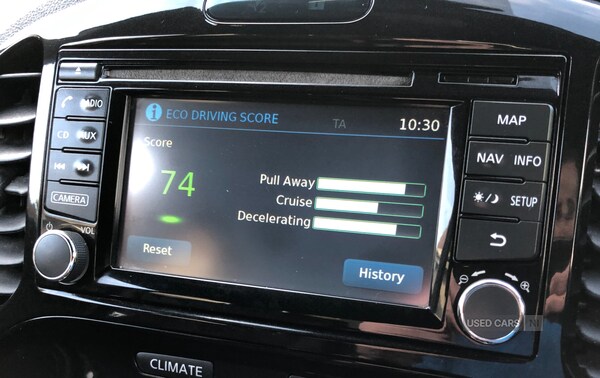 RADIO
CD AUX
CAMERA
VOL
ECO DRIVING SCORE
TA
10:30
Score
74
Pull Away
Cruise
Decelerating
Reset
History
MAP
NAV INFO
SETUP
CLIMATE
USED CARS NI